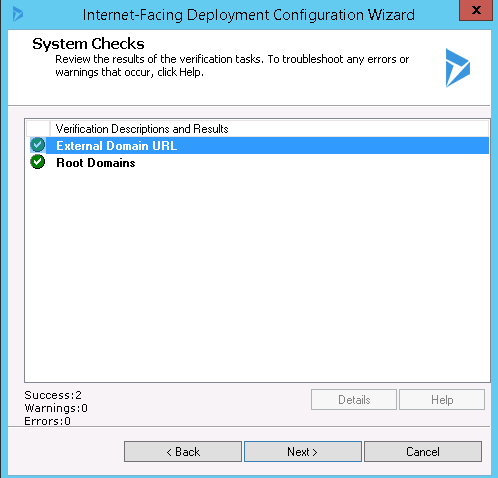 Internet-Facing Deployment Configuration Wizard
x
System Checks
Review the results of the verification tasks. To troubleshoot any errors or
warnings that occur, click Help.
Verification Descriptions and Results
External Domain URL
Root Domains
Success:2
Warnings:0
Errors:0
Details
Help
< Back
Next >
Cancel